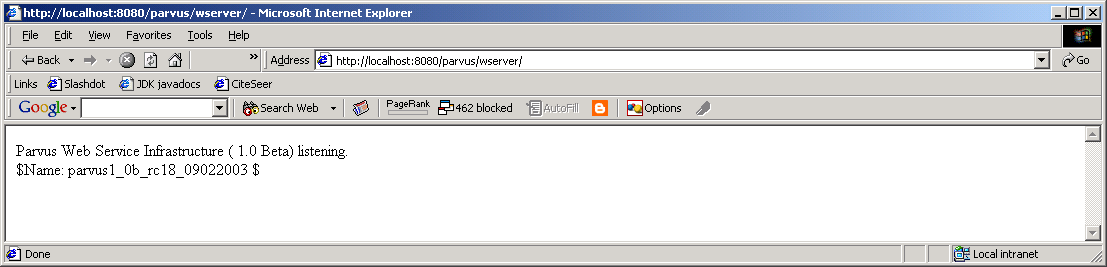 http://localhost:8080/parvus/wserver/ - Microsoft Internet Explorer
File Edit View Favorites Tools Help
Back » Address http://localhost:8080/parvus/wserver/ Go
Links Slashdot JDK javadocs CiteSeer
Google Search Web PageRank 462 blocked AutoFill Options
Parvus Web Service Infrastructure ( 1.0 Beta) listening.
$Name: parvus1_0b_rc18_09022003 $
Done Local intranet